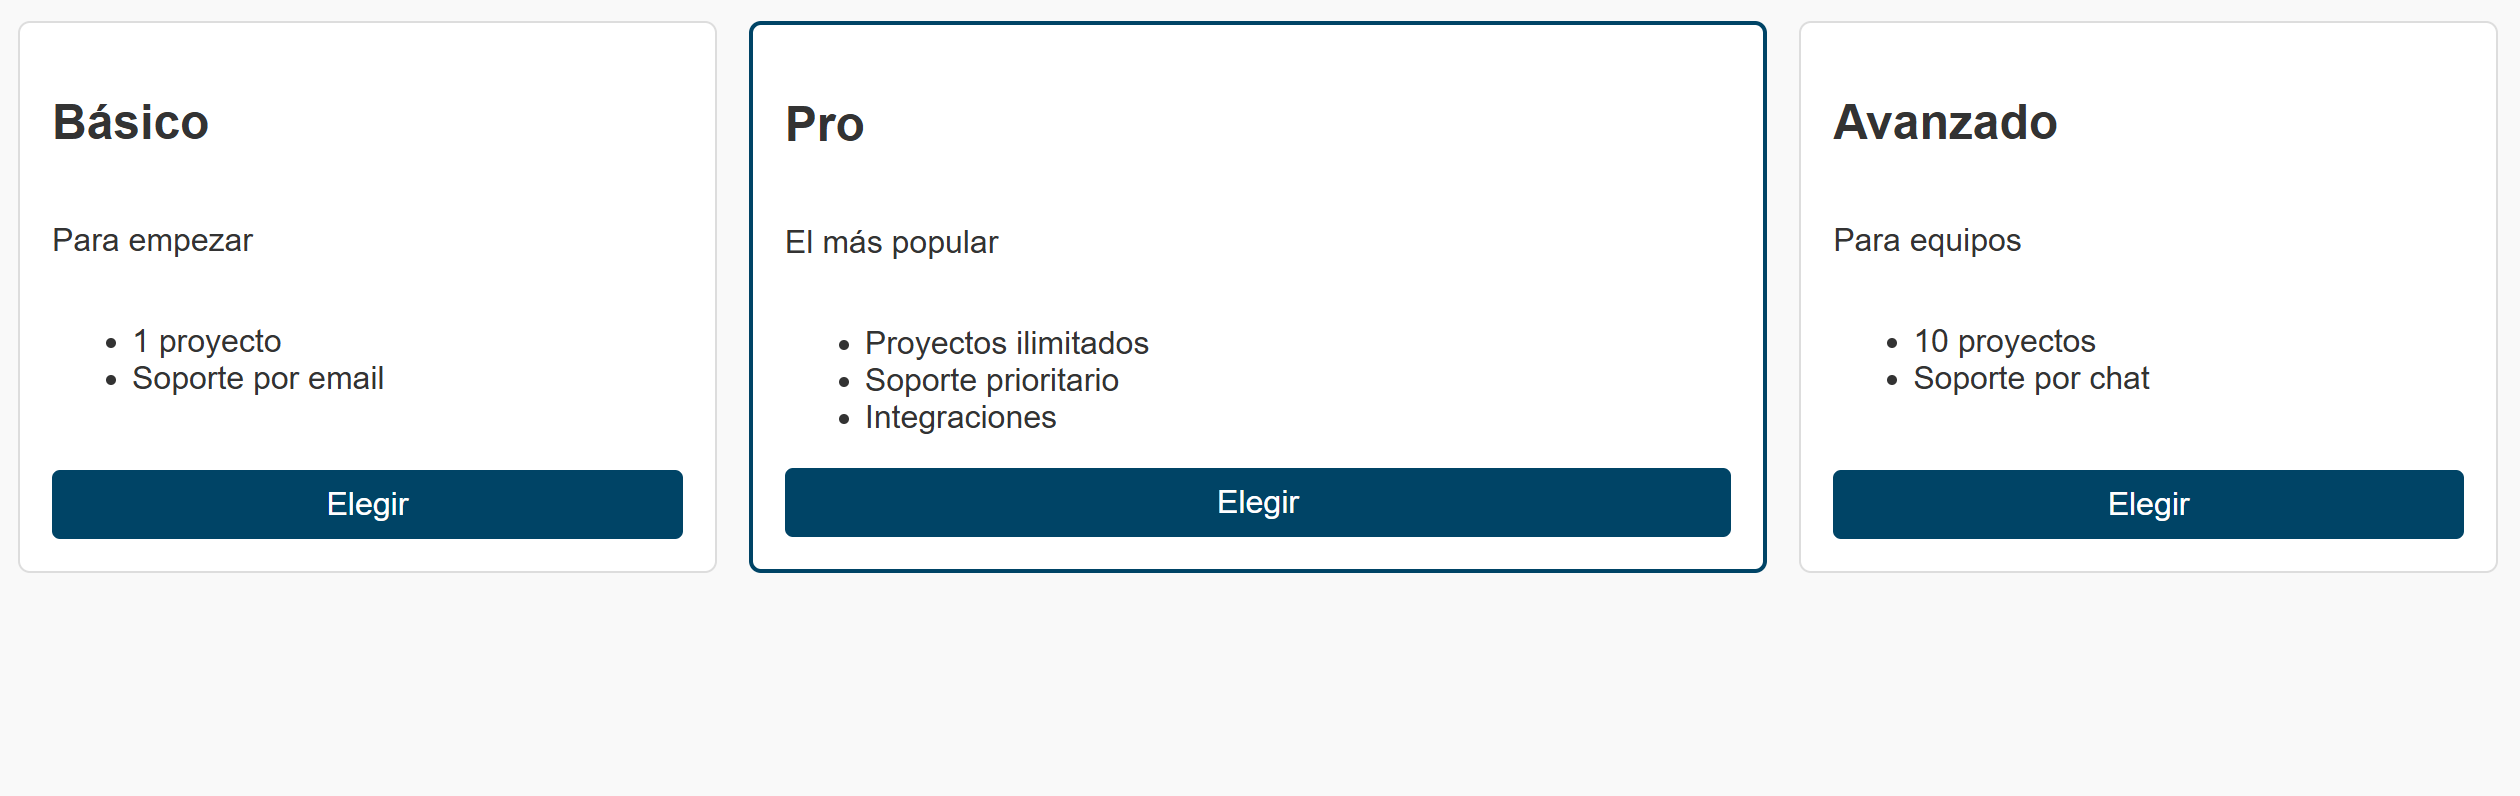 Básico
Para empezar
1 proyecto
Soporte por email
Elegir
Pro
El más popular
Proyectos ilimitados
Soporte prioritario
Integraciones
Elegir
Avanzado
Para equipos
10 proyectos
Soporte por chat
Elegir